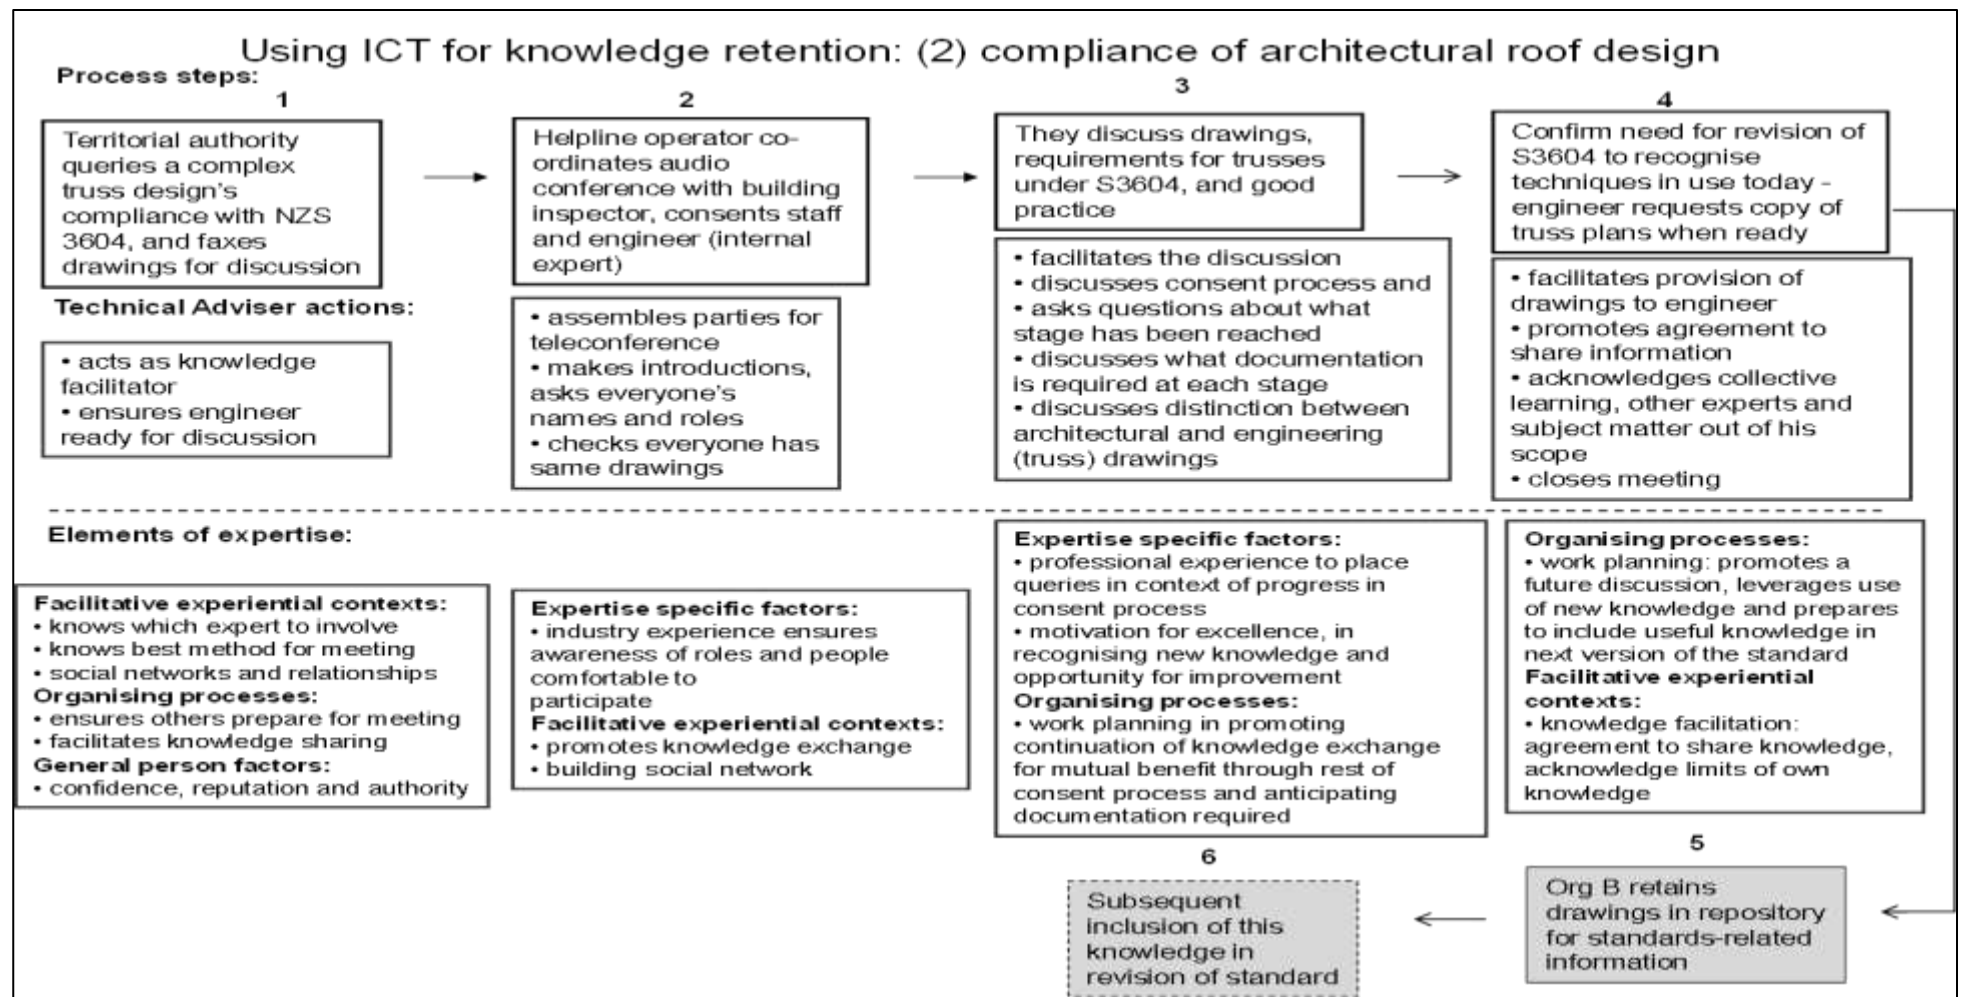 Using ICT for knowledge retention: (2) compliance of architectural roof design
Process steps:
1
Territorial authority
queries a complex
truss design's
compliance with NZS
3604, and faxes
drawings for discussion
2
Helpline operator co-
ordinates audio
conference with building
inspector, consents staff
and engineer (internal
expert)
3
They discuss drawings,
requirements for trusses
under S3604, and good
practice
4
Confirm need for revision of
S3604 to recognise
techniques in use today -
engineer requests copy of
truss plans when ready
Technical Adviser actions:
• acts as knowledge
facilitator
• ensures engineer
ready for discussion
• assembles parties for
teleconference
• makes introductions,
asks everyone's
names and roles
• checks everyone has
same drawings
• facilitates the discussion
• discusses consent process and
• asks questions about what
stage has been reached
• discusses what documentation
is required at each stage
• discusses distinction between
architectural and engineering
(truss) drawings
• facilitates provision of
drawings to engineer
• promotes agreement to
share information
• acknowledges collective
learning, other experts and
subject matter out of his
scope
• closes meeting
Elements of expertise:
Facilitative experiential contexts:
• knows which expert to involve
• knows best method for meeting
• social networks and relationships
Organising processes:
• ensures others prepare for meeting
• facilitates knowledge sharing
General person factors:
• confidence, reputation and authority
Expertise specific factors:
• industry experience ensures
awareness of roles and people
comfortable to
participate
Facilitative experiential contexts:
• promotes knowledge exchange
• building social network
Expertise specific factors:
• professional experience to place
queries in context of progress in
consent process
• motivation for excellence, in
recognising new knowledge and
opportunity for improvement
Organising processes:
• work planning in promoting
continuation of knowledge exchange
for mutual benefit through rest of
consent process and anticipating
documentation required
Organising processes:
• work planning: promotes a
future discussion, leverages use
of new knowledge and prepares
to include useful knowledge in
next version of the standard
Facilitative experiential
contexts:
• knowledge facilitation:
agreement to share knowledge,
acknowledge limits of own
knowledge
5
Org B retains
drawings in repository
for standards-related
information
6
Subsequent
inclusion of this
knowledge in
revision of standard